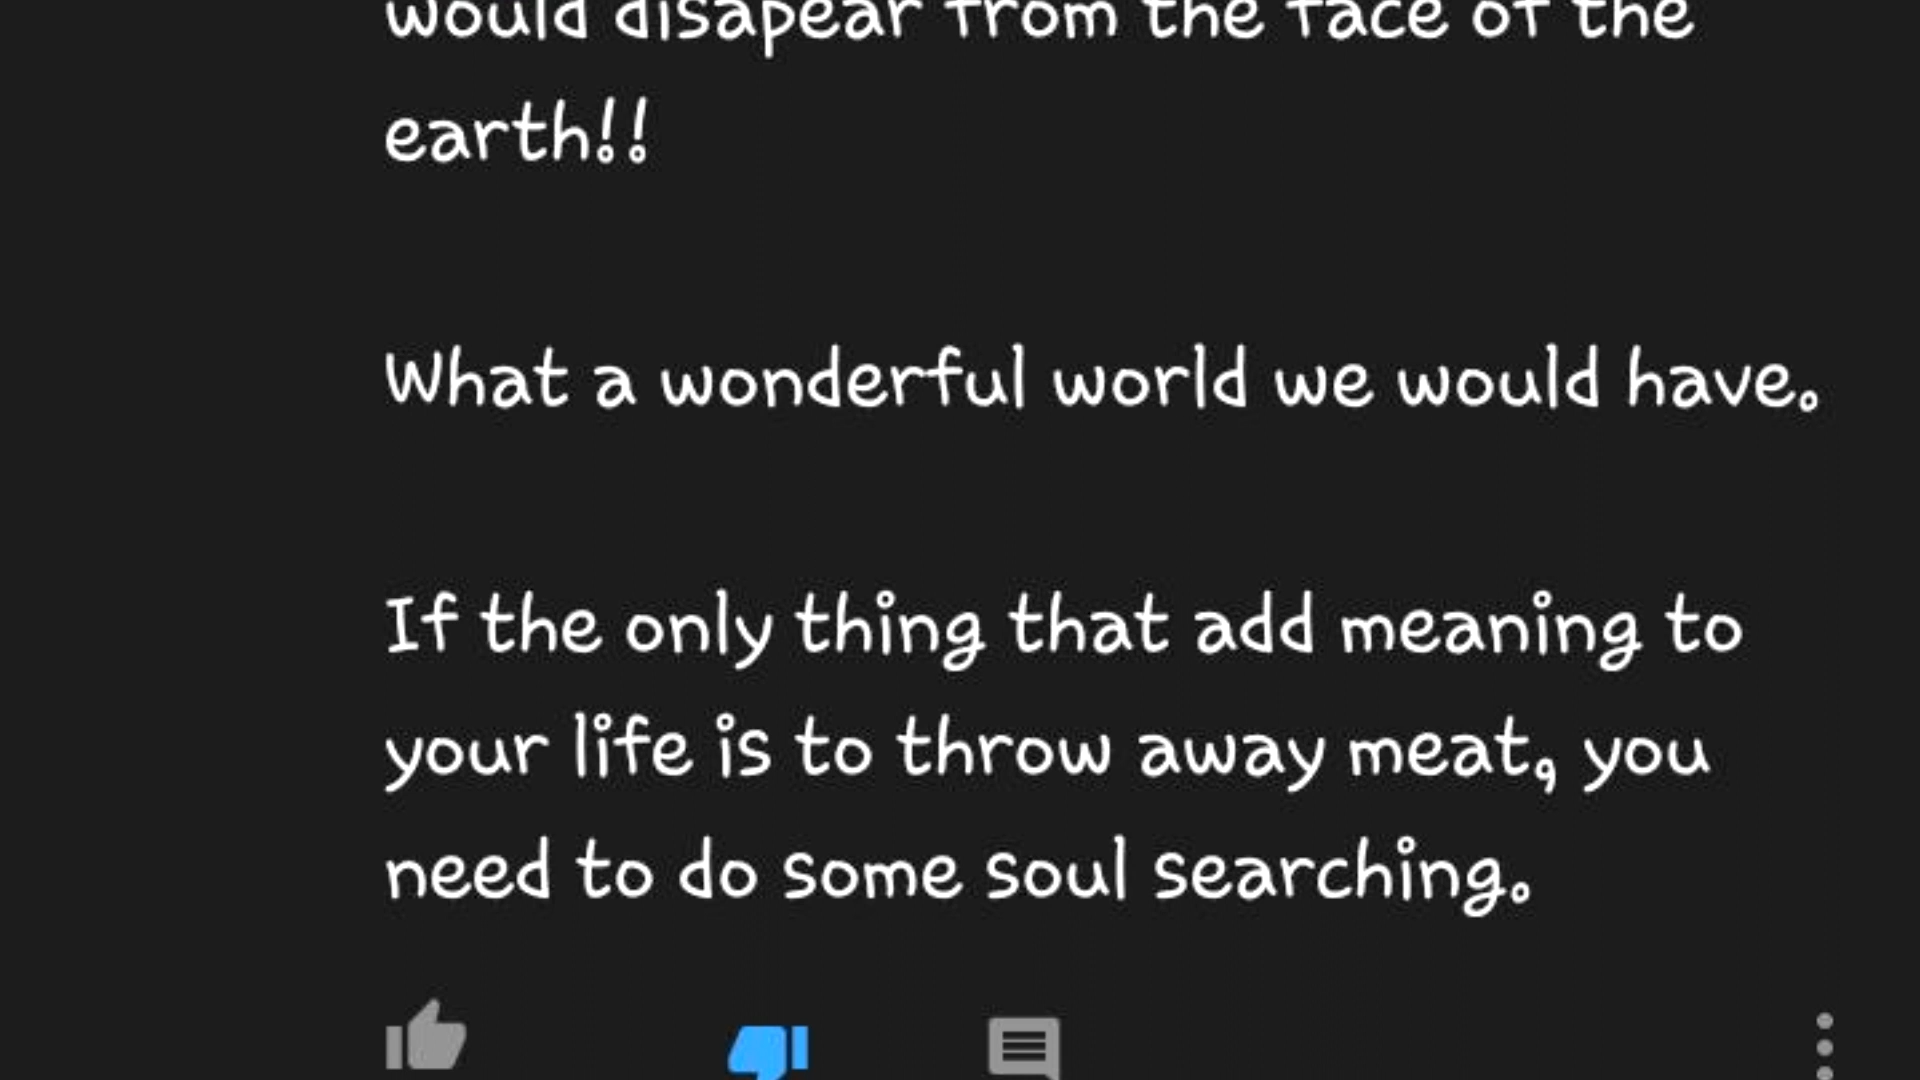 would disapear from the face of the
earth!!
What a wonderful world we would have.
If the only thing that add meaning to
your life is to throw away meat, you
need to do some soul searching.